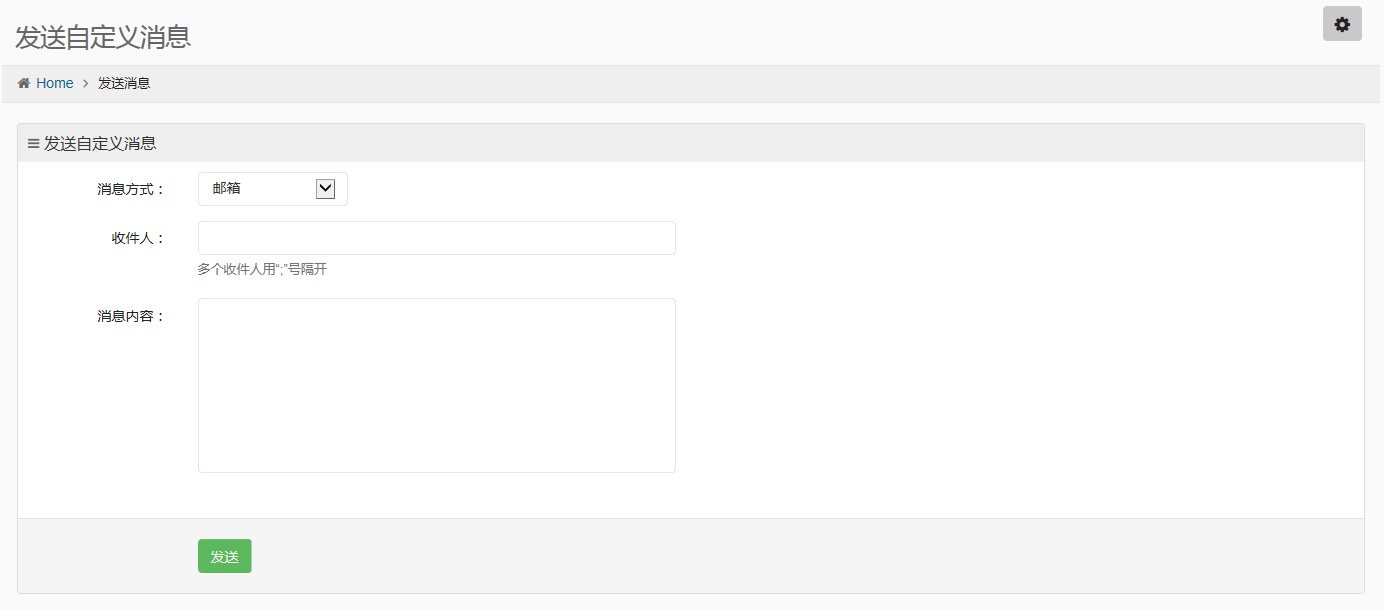 发送自定义消息
Home > 发送消息
发送自定义消息
消息方式：
邮箱
收件人：
多个收件人用“;”号隔开
消息内容：
发送